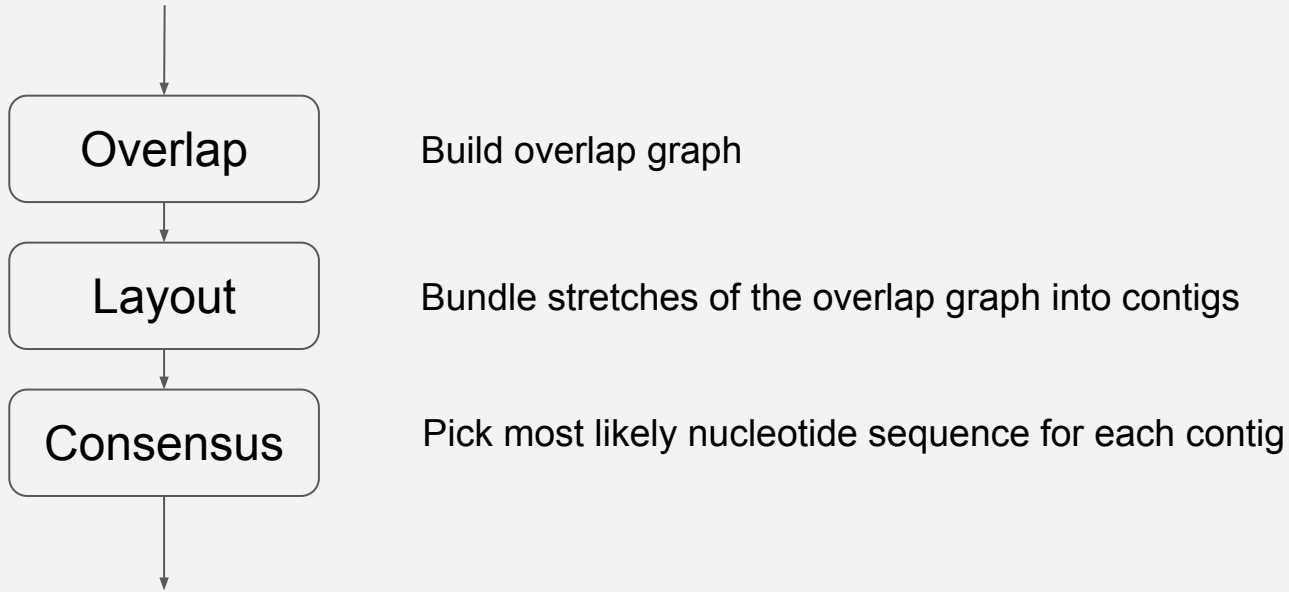 Overlap
Build overlap graph
Layout
Bundle stretches of the overlap graph into contigs
Consensus
Pick most likely nucleotide sequence for each contig